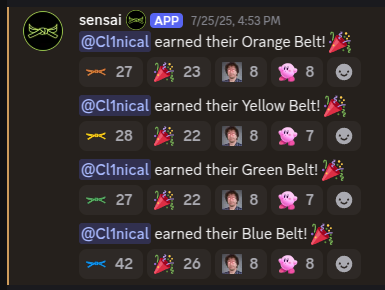 sensai APP 7/25/25, 4:53 PM
@Cl1nical earned their Orange Belt!
27 23 8 8
@Cl1nical earned their Yellow Belt!
28 22 8 7
@Cl1nical earned their Green Belt!
27 22 8 7
@Cl1nical earned their Blue Belt!
42 26 8 8